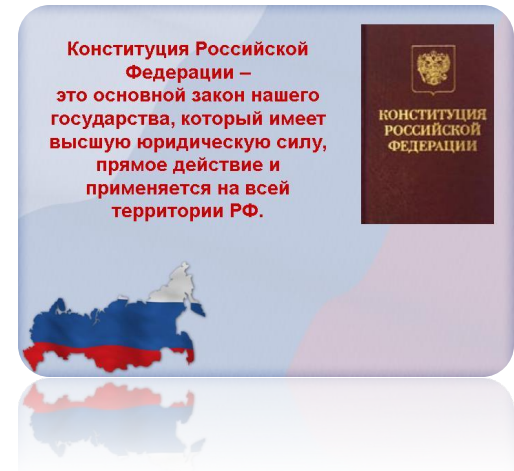 Конституция Российской
Федерации –
это основной закон нашего
государства, который имеет
высшую юридическую силу,
прямое действие и
применяется на всей
территории РФ.
КОНСТИТУЦИЯ
РОССИЙСКОЙ
ФЕДЕРАЦИИ